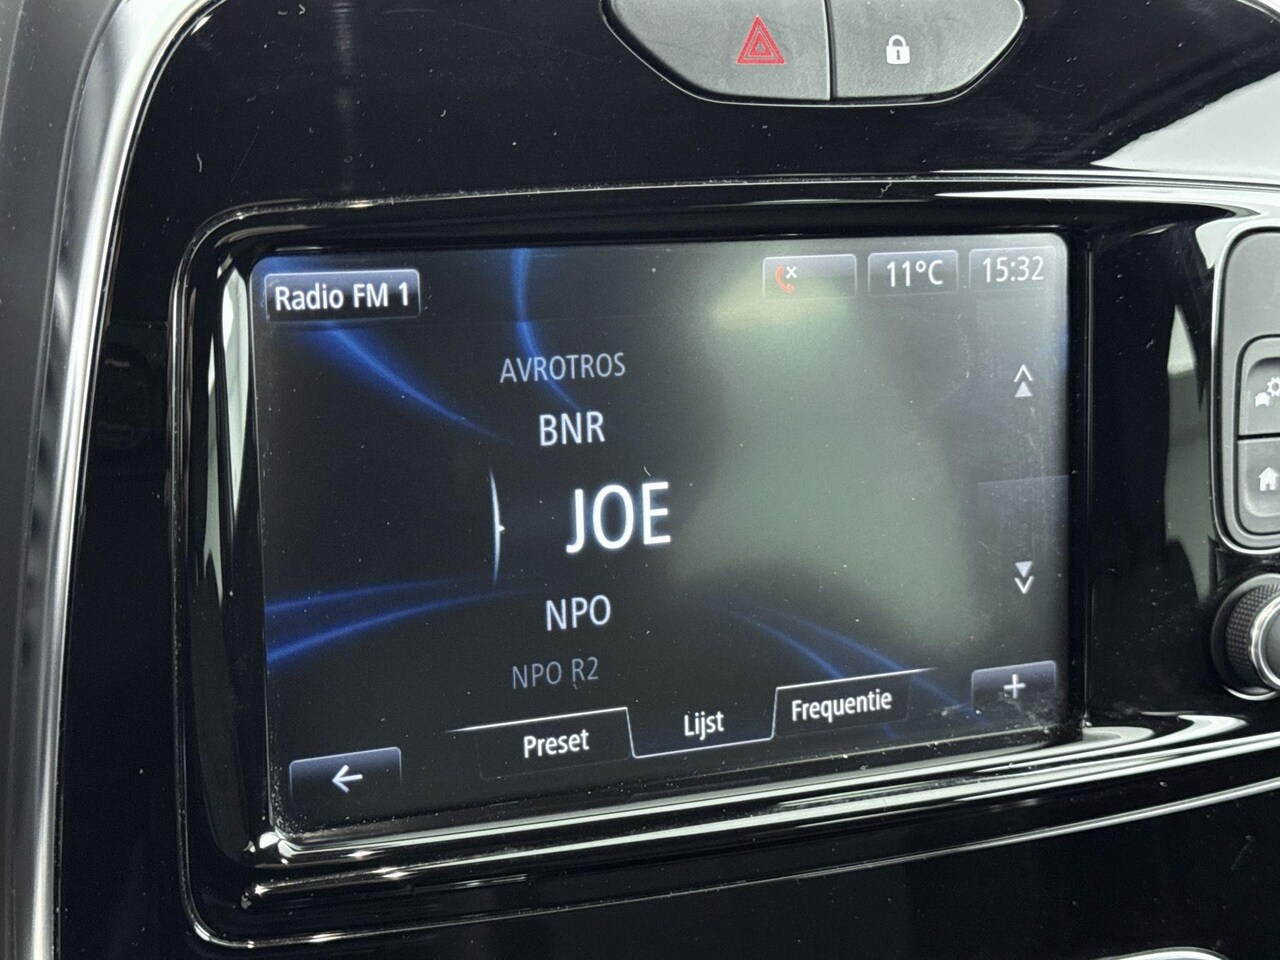 Radio FM 1
11°C
15:32
AVROTROS
BNR
JOE
NPO
NPO R2
Preset
Lijst
Frequentie